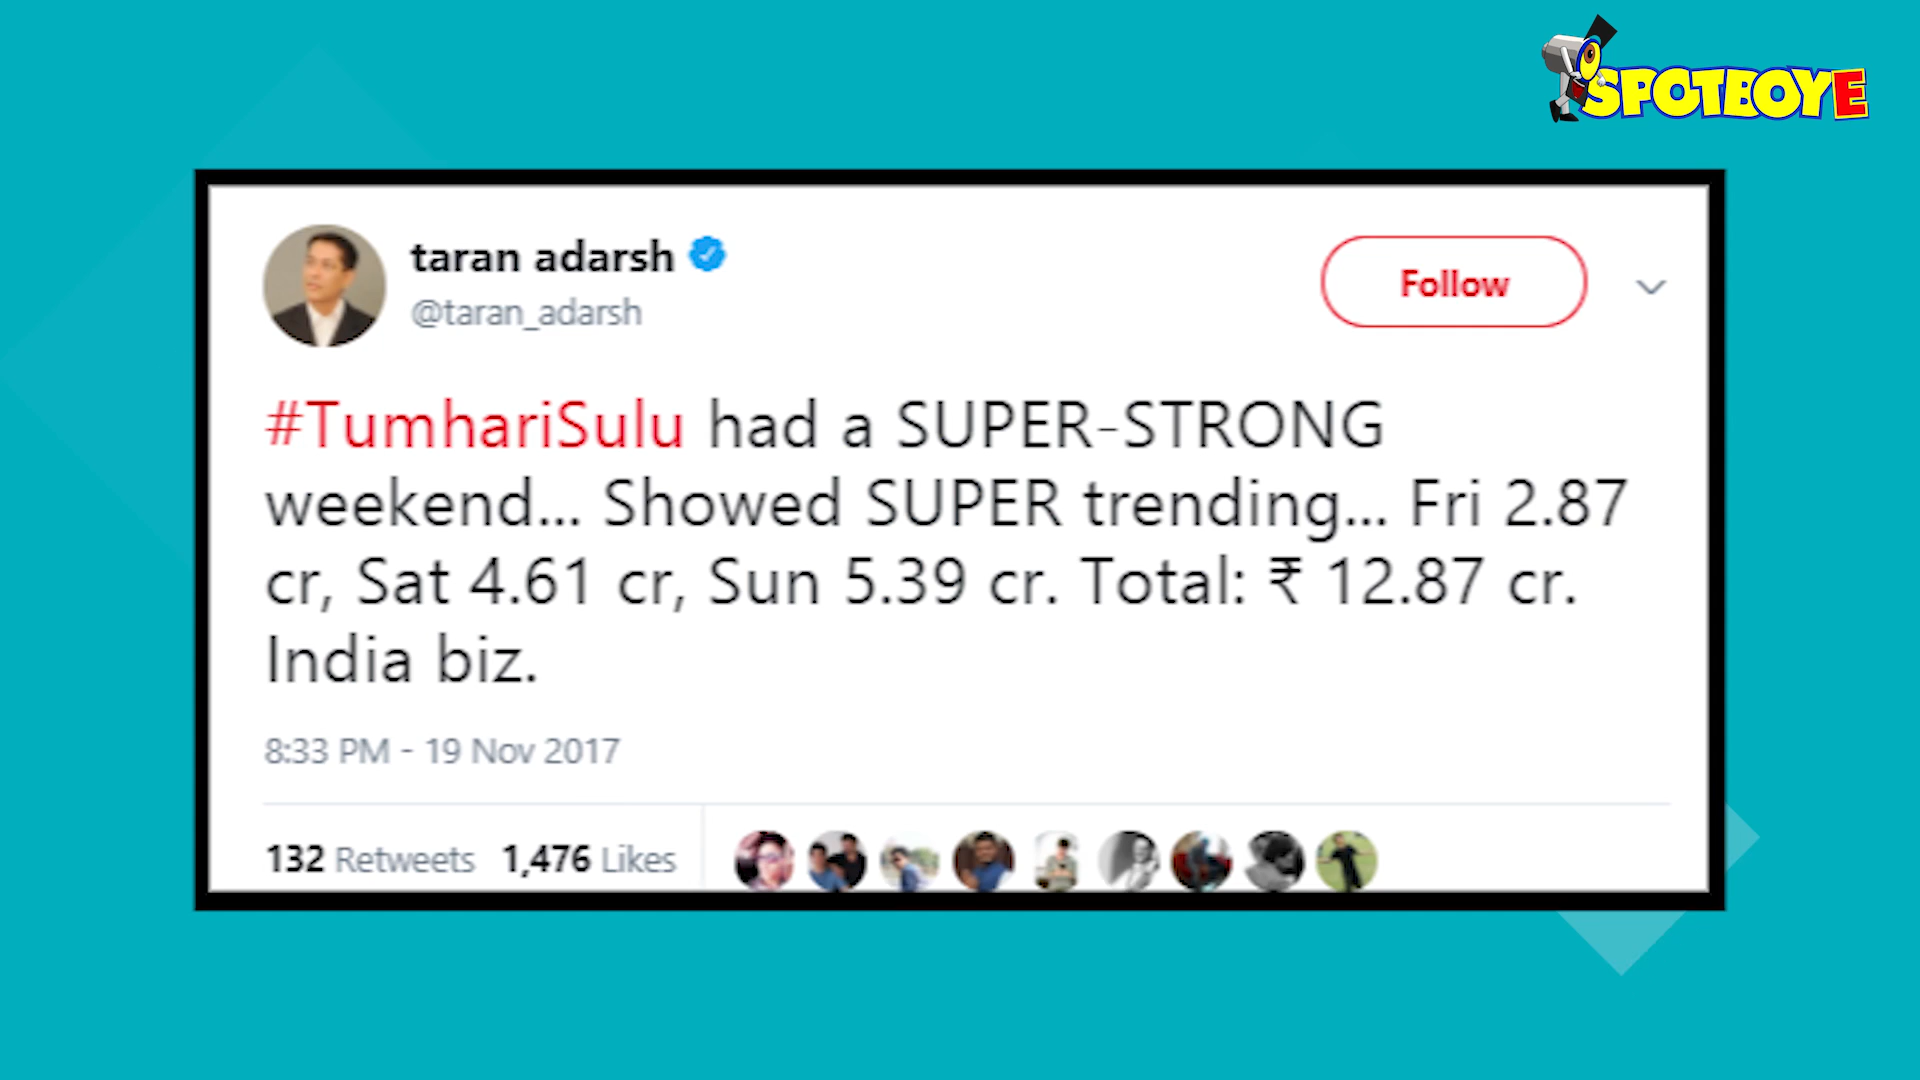 SPOTBOYE
taran adarsh
@taran_adarsh
Follow
#TumhariSulu had a SUPER-STRONG
weekend... Showed SUPER trending... Fri 2.87
cr, Sat 4.61 cr, Sun 5.39 cr. Total: ₹ 12.87 cr.
India biz.
8:33 PM - 19 Nov 2017
132 Retweets 1,476 Likes